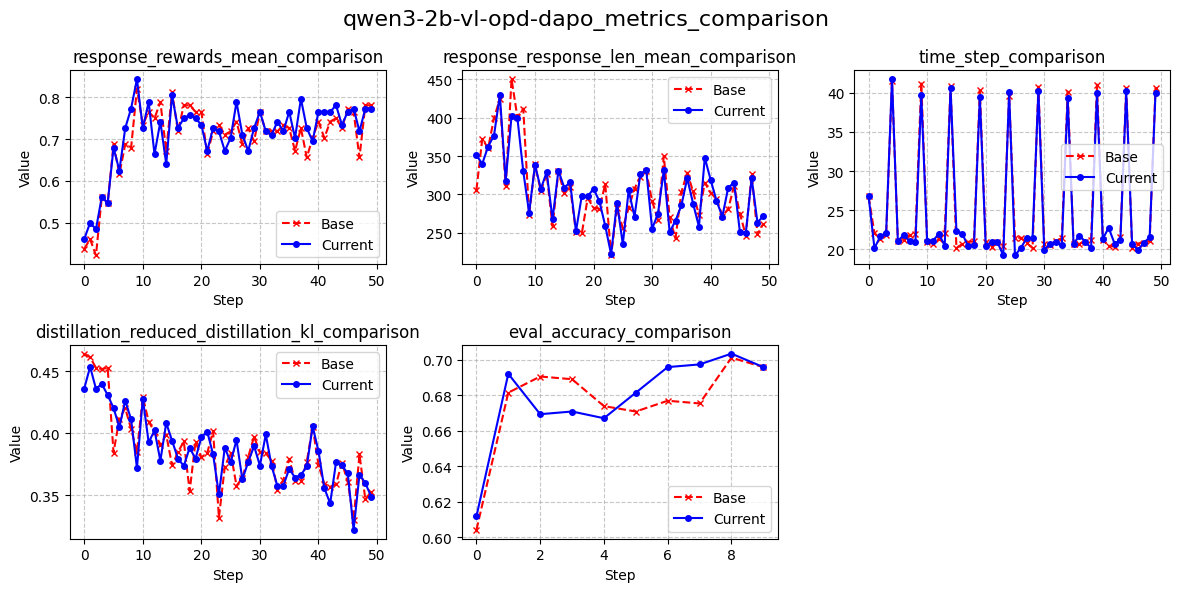 qwen3-2b-vl-opd-dapo_metrics_comparison
response_rewards_mean_comparison
Value
0.8
0.7
0.6
0.5
Base
Current
0 10 20 30 40 50
Step
response_response_len_mean_comparison
Value
450
400
350
300
250
Base
Current
0 10 20 30 40 50
Step
time_step_comparison
Value
40
35
30
25
20
Base
Current
0 10 20 30 40 50
Step
distillation_reduced_distillation_kl_comparison
Value
0.45
0.40
0.35
Base
Current
0 10 20 30 40 50
Step
eval_accuracy_comparison
Value
0.70
0.68
0.66
0.64
0.62
0.60
Base
Current
0 2 4 6 8
Step